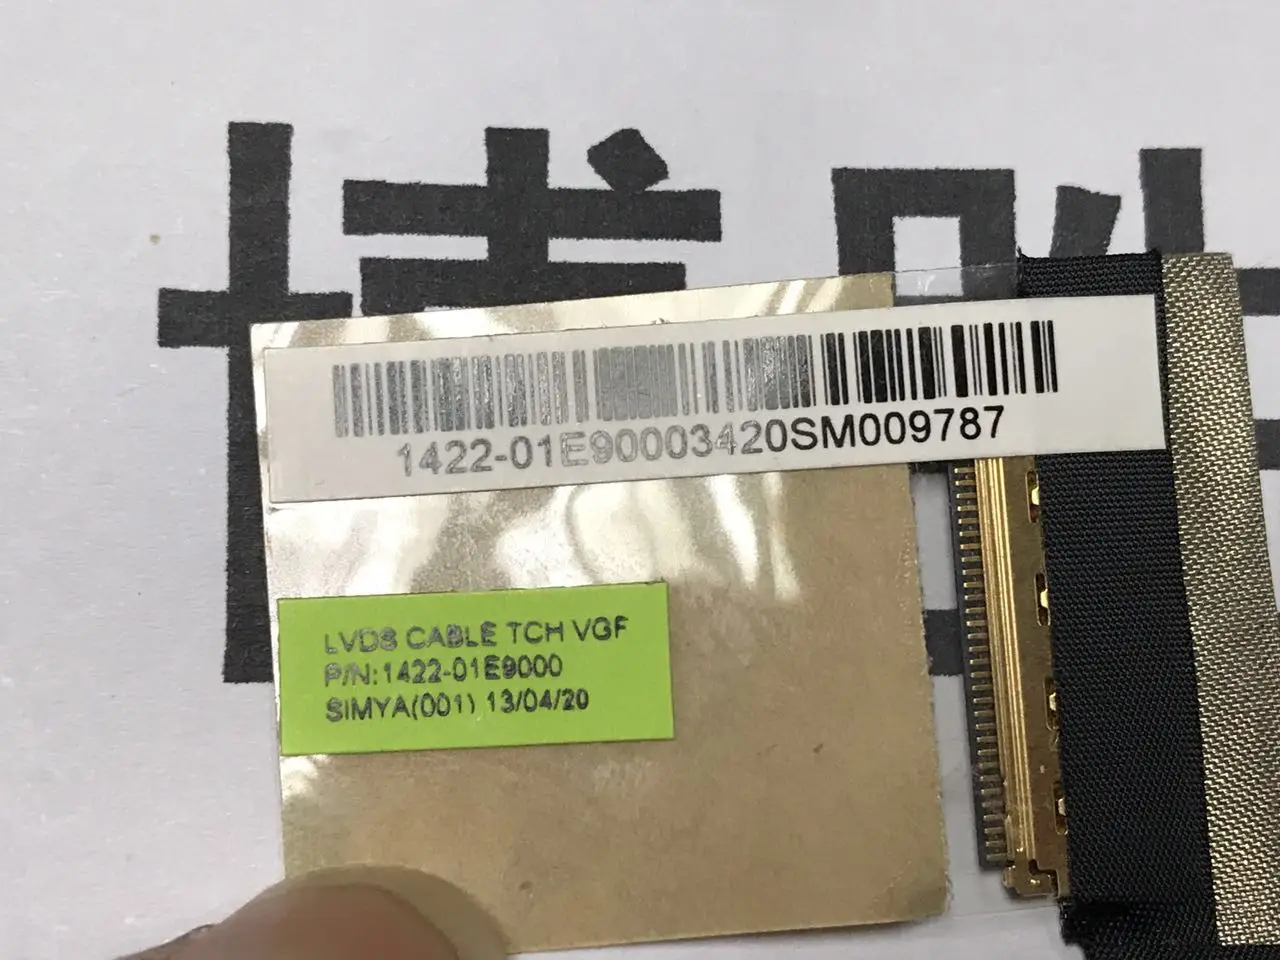 1422-01E90003420SM009787
LVDS CABLE TCH VGF
P/N:1422-01E9000
SIMYA(001) 13/04/20